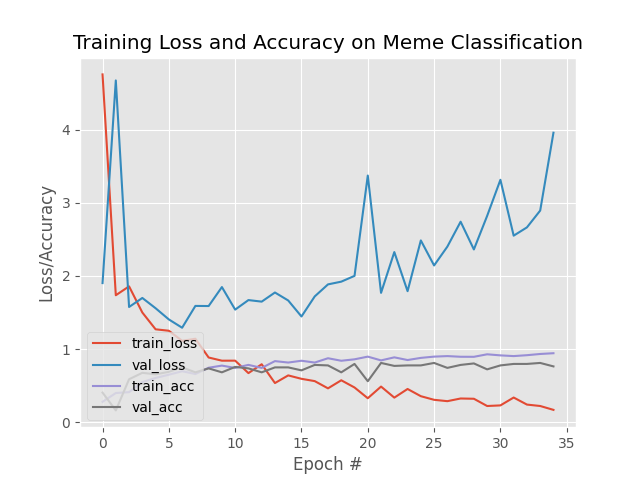 Training Loss and Accuracy on Meme Classification
Loss/Accuracy
4
3
2
1
0
train_loss
val_loss
train_acc
val_acc
0 5 10 15 20 25 30 35
Epoch #